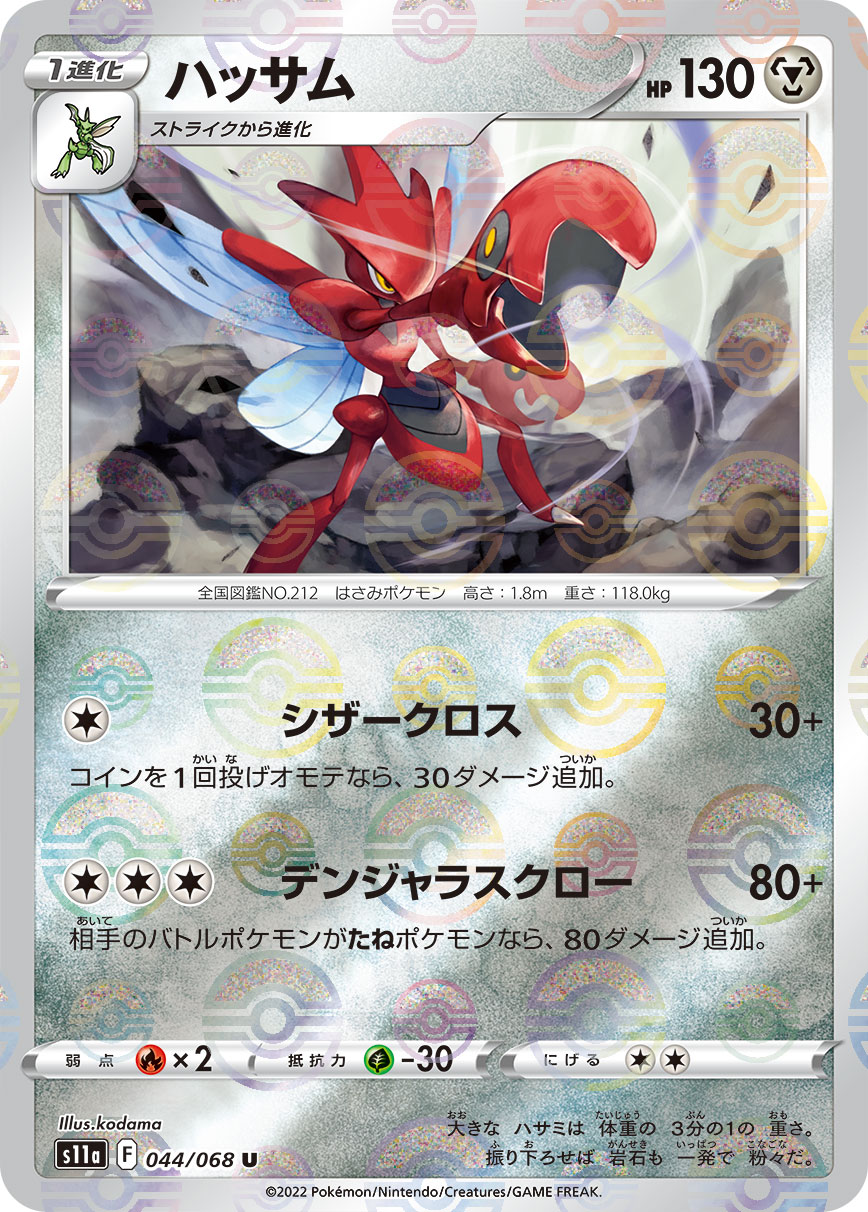 1進化
ハッサム
HP 130
ストライクから進化
全国図鑑NO.212 はさみポケモン 高さ：1.8m 重さ：118.0kg
シザークロス 30+
コインを1回投げオモテなら、30ダメージ追加。
デンジャラスクロー 80+
相手のバトルポケモンがたねポケモンなら、80ダメージ追加。
弱点 ×2 抵抗力 -30 にげる
Illus.kodama
大きな ハサミは 体重の 3分の1の 重さ。
振り下ろせば 岩石も 一発で 粉々だ。
s11a F 044/068 U
©2022 Pokémon/Nintendo/Creatures/GAME FREAK.